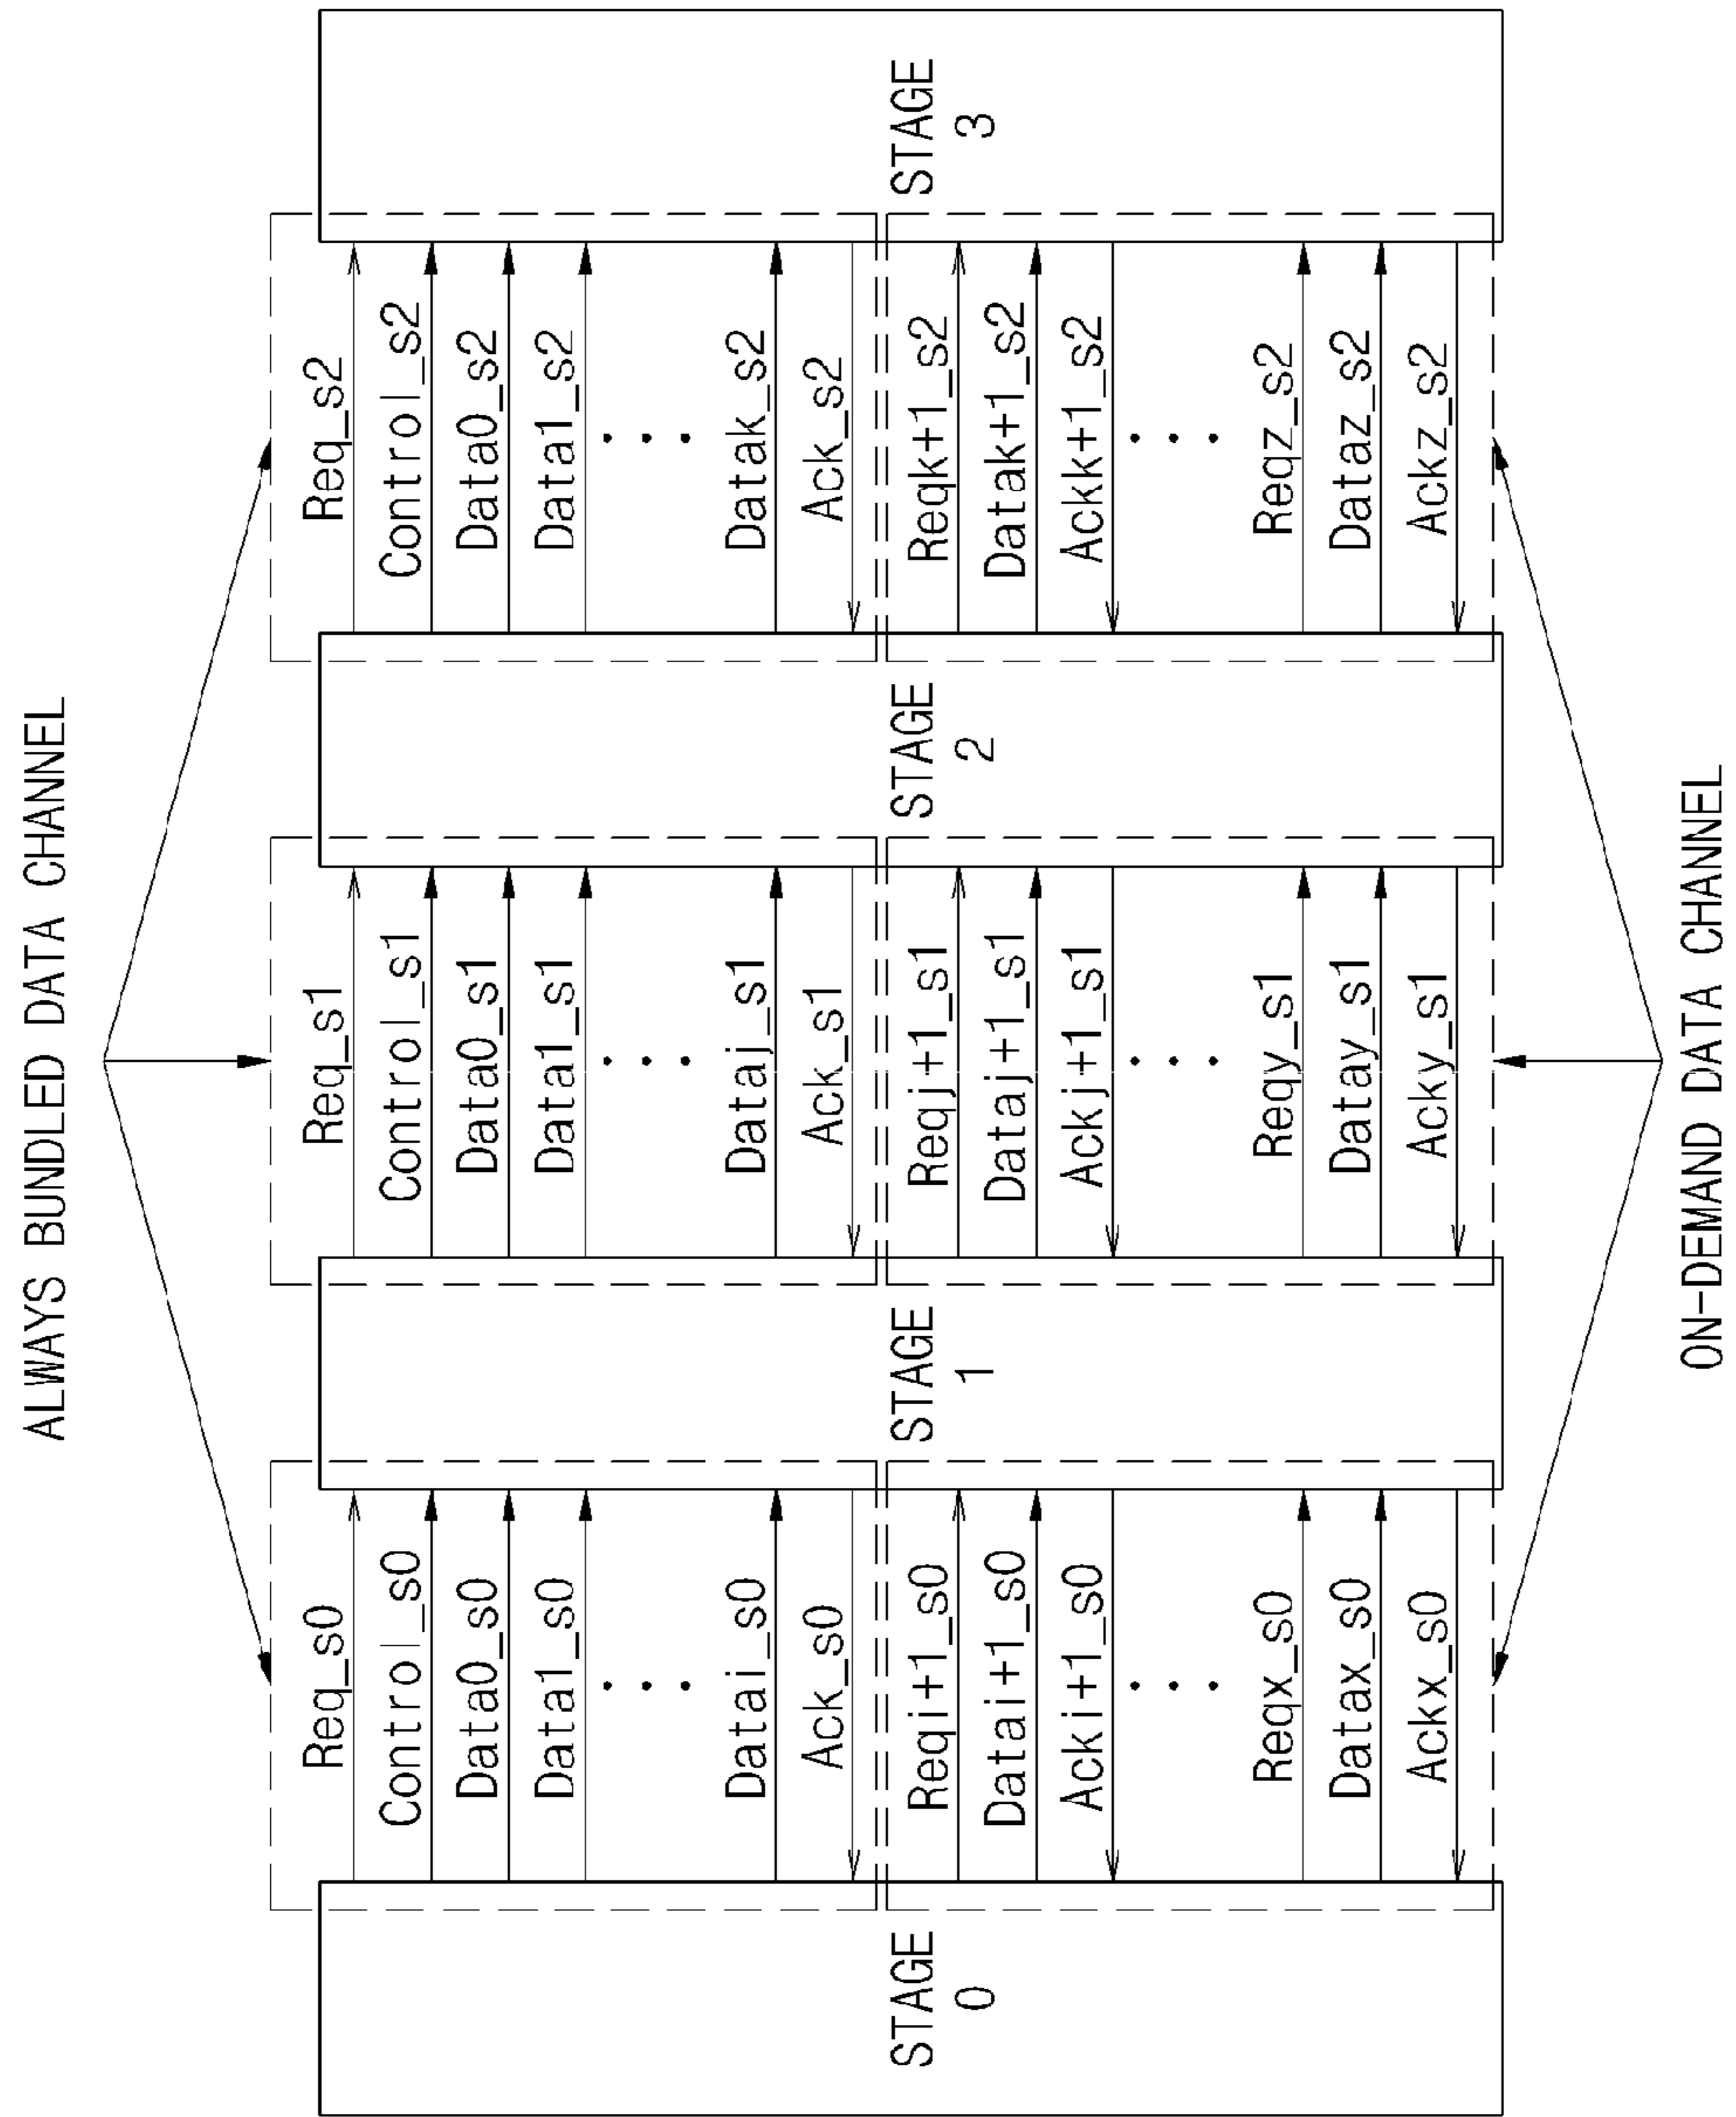 ALWAYS BUNDLED DATA CHANNEL
STAGE
0
Req_s0
Control_s0
Data0_s0
Data1_s0
...
Datai_s0
Ack_s0
Reqi+1_s0
Datai+1_s0
Acki+1_s0
...
Reqx_s0
Datax_s0
Ackx_s0
STAGE
1
Req_s1
Control_s1
Data0_s1
Data1_s1
...
Dataj_s1
Ack_s1
Reqj+1_s1
Dataj+1_s1
Ackj+1_s1
...
Reqy_s1
Datay_s1
Acky_s1
STAGE
2
Req_s2
Control_s2
Data0_s2
Data1_s2
...
Datak_s2
Ack_s2
Reqk+1_s2
Datak+1_s2
Ackk+1_s2
...
Reqz_s2
Dataz_s2
Ackz_s2
STAGE
3
ON-DEMAND DATA CHANNEL